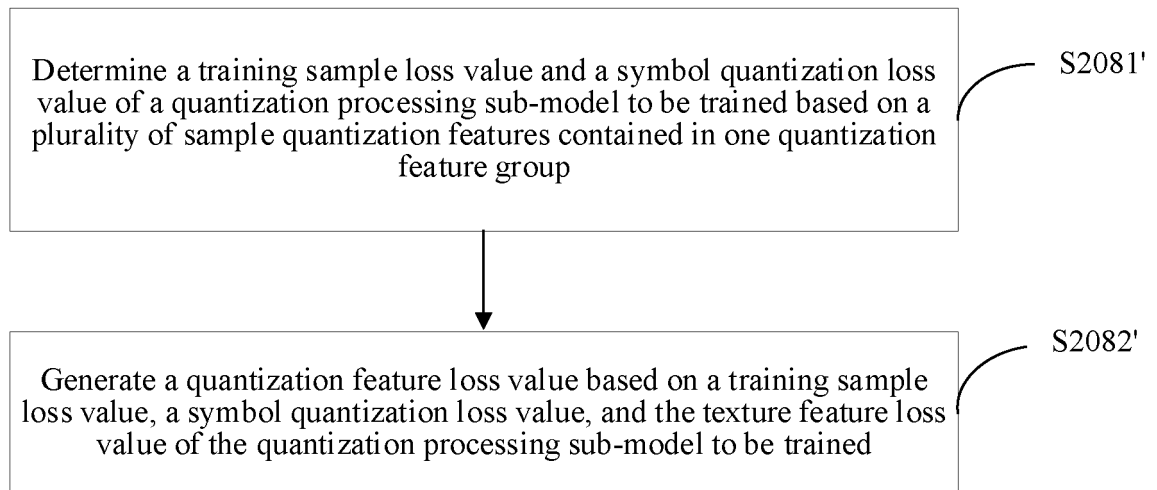 Determine a training sample loss value and a symbol quantization loss
value of a quantization processing sub-model to be trained based on a
plurality of sample quantization features contained in one quantization
feature group
S2081'
Generate a quantization feature loss value based on a training sample
loss value, a symbol quantization loss value, and the texture feature loss
value of the quantization processing sub-model to be trained
S2082'